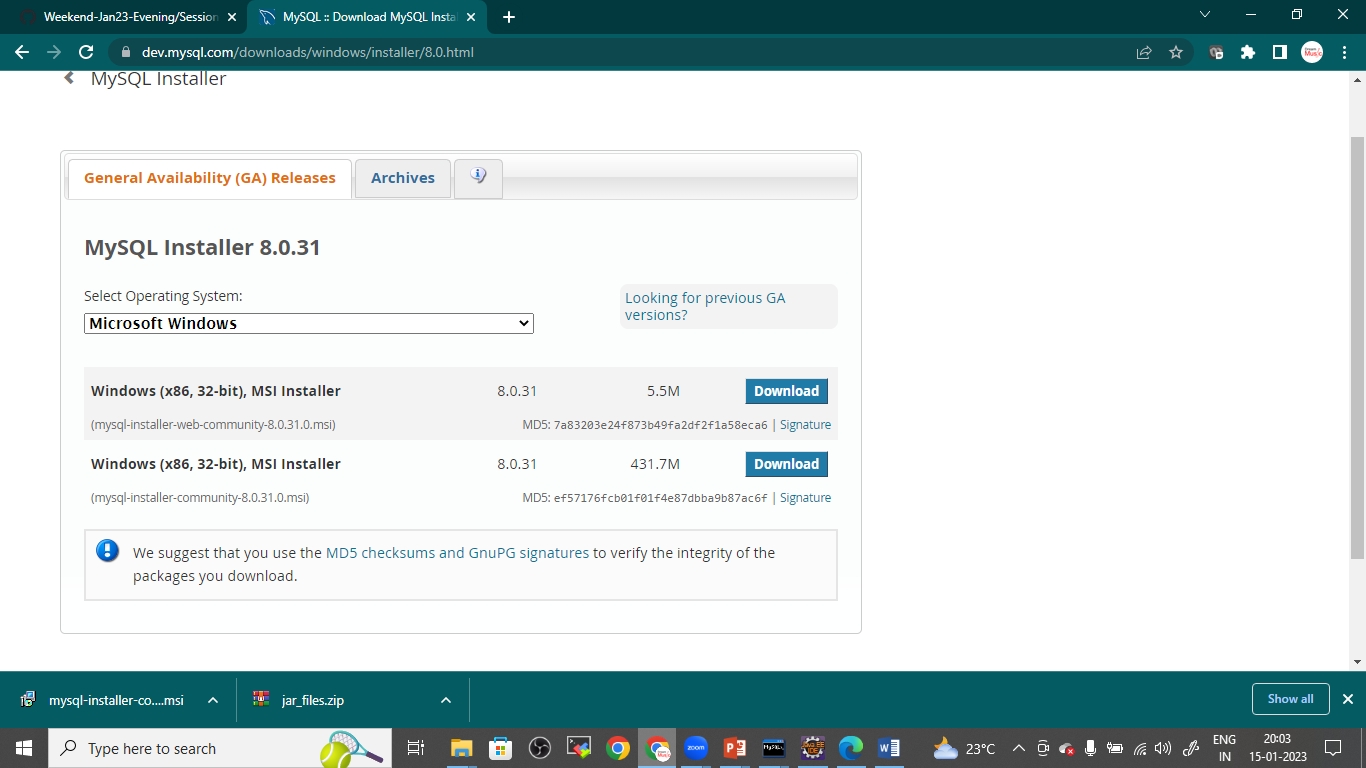 Weekend-Jan23-Evening/Session
MySQL :: Download MySQL Insta
dev.mysql.com/downloads/windows/installer/8.0.html
MySQL Installer
General Availability (GA) Releases
Archives
MySQL Installer 8.0.31
Select Operating System:
Looking for previous GA
versions?
Microsoft Windows
Windows (x86, 32-bit), MSI Installer 8.0.31 5.5M Download
(mysql-installer-web-community-8.0.31.0.msi) MD5: 7a83203e24f873b49fa2df2f1a58eca6 | Signature
Windows (x86, 32-bit), MSI Installer 8.0.31 431.7M Download
(mysql-installer-community-8.0.31.0.msi) MD5: ef57176fcb01f01f4e87dbba9b87ac6f | Signature
We suggest that you use the MD5 checksums and GnuPG signatures to verify the integrity of the
packages you download.
mysql-installer-co....msi
jar_files.zip
Show all
Type here to search
zoom
23°C
ENG
IN
20:03
15-01-2023